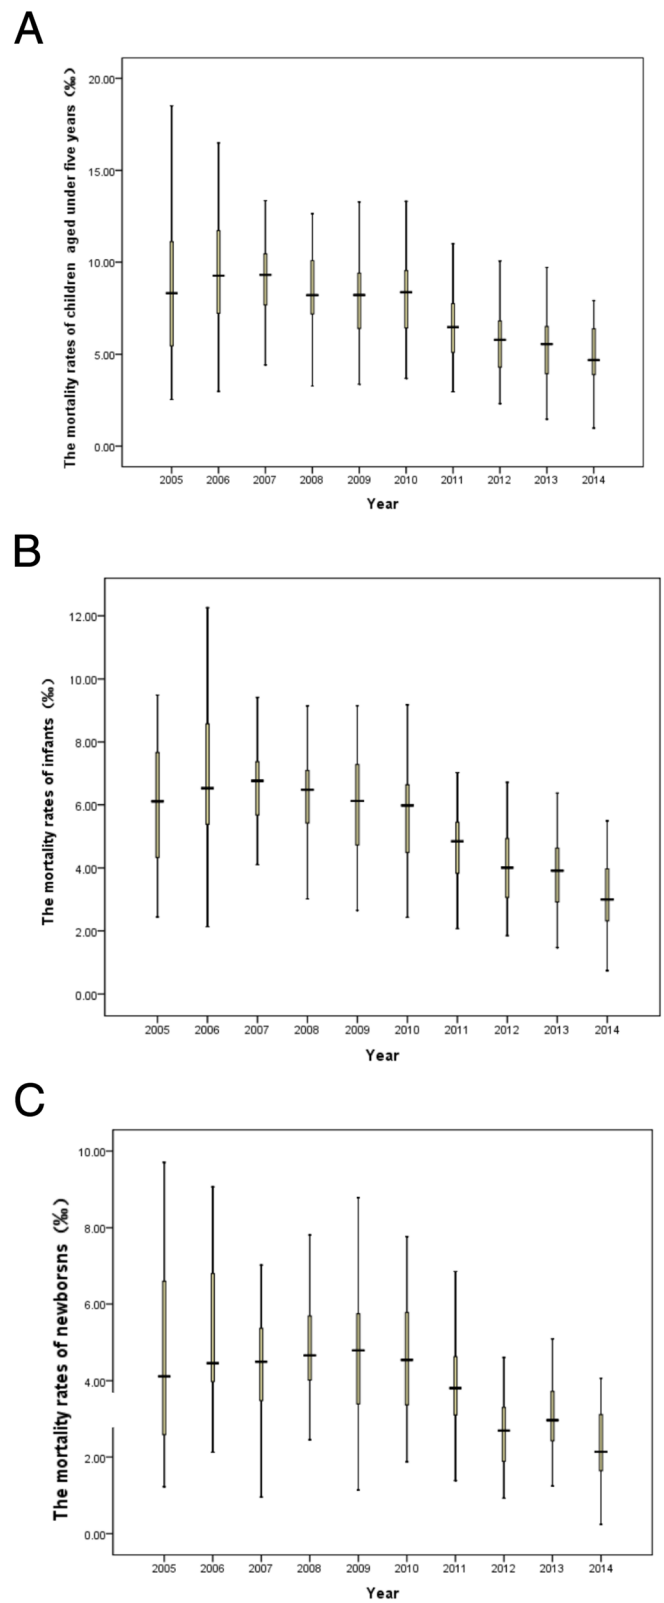 A
The mortality rates of children aged under five years (‰)
20.00
15.00
10.00
5.00
0.00
2005 2006 2007 2008 2009 2010 2011 2012 2013 2014
Year
B
The mortality rates of infants (‰)
12.00
10.00
8.00
6.00
4.00
2.00
0.00
2005 2006 2007 2008 2009 2010 2011 2012 2013 2014
Year
C
The mortality rates of newborsns (‰)
10.00
8.00
6.00
4.00
2.00
0.00
2005 2006 2007 2008 2009 2010 2011 2012 2013 2014
Year